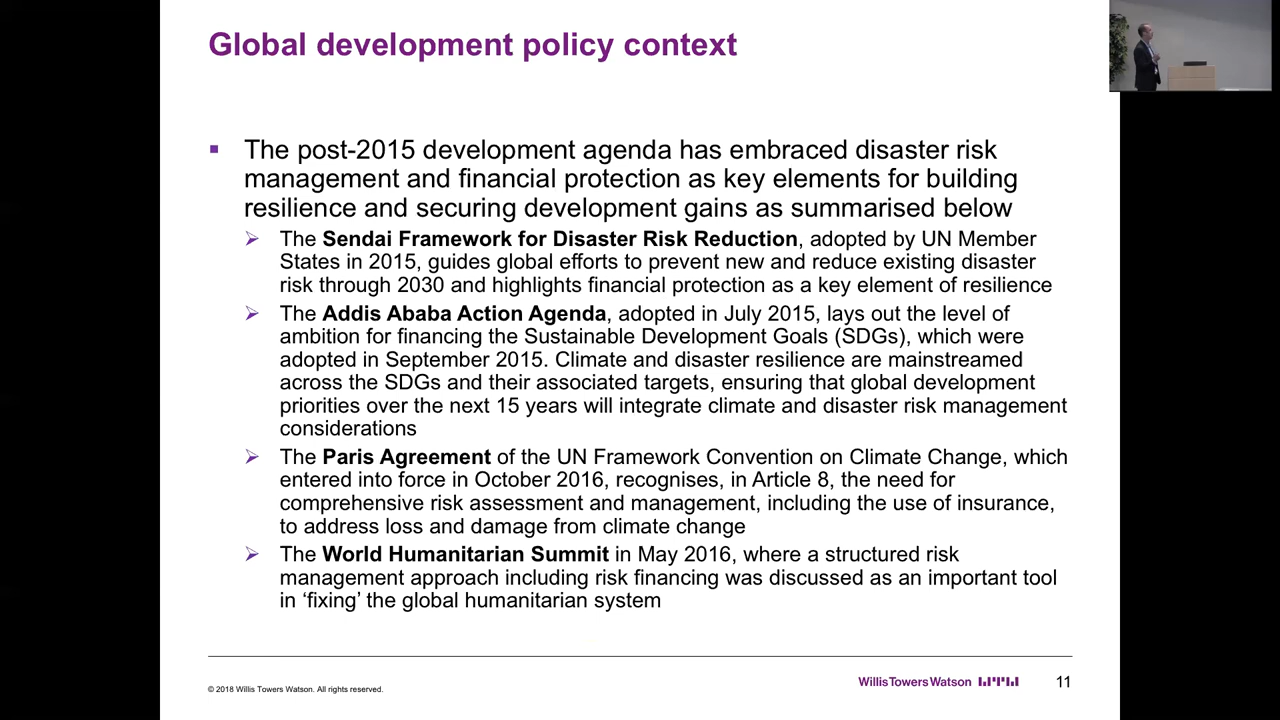 Global development policy context
The post-2015 development agenda has embraced disaster risk
management and financial protection as key elements for building
resilience and securing development gains as summarised below
The Sendai Framework for Disaster Risk Reduction, adopted by UN Member
States in 2015, guides global efforts to prevent new and reduce existing disaster
risk through 2030 and highlights financial protection as a key element of resilience
The Addis Ababa Action Agenda, adopted in July 2015, lays out the level of
ambition for financing the Sustainable Development Goals (SDGs), which were
adopted in September 2015. Climate and disaster resilience are mainstreamed
across the SDGs and their associated targets, ensuring that global development
priorities over the next 15 years will integrate climate and disaster risk management
considerations
The Paris Agreement of the UN Framework Convention on Climate Change, which
entered into force in October 2016, recognises, in Article 8, the need for
comprehensive risk assessment and management, including the use of insurance,
to address loss and damage from climate change
The World Humanitarian Summit in May 2016, where a structured risk
management approach including risk financing was discussed as an important tool
in ‘fixing’ the global humanitarian system
© 2018 Willis Towers Watson. All rights reserved.
WillisTowersWatson
11